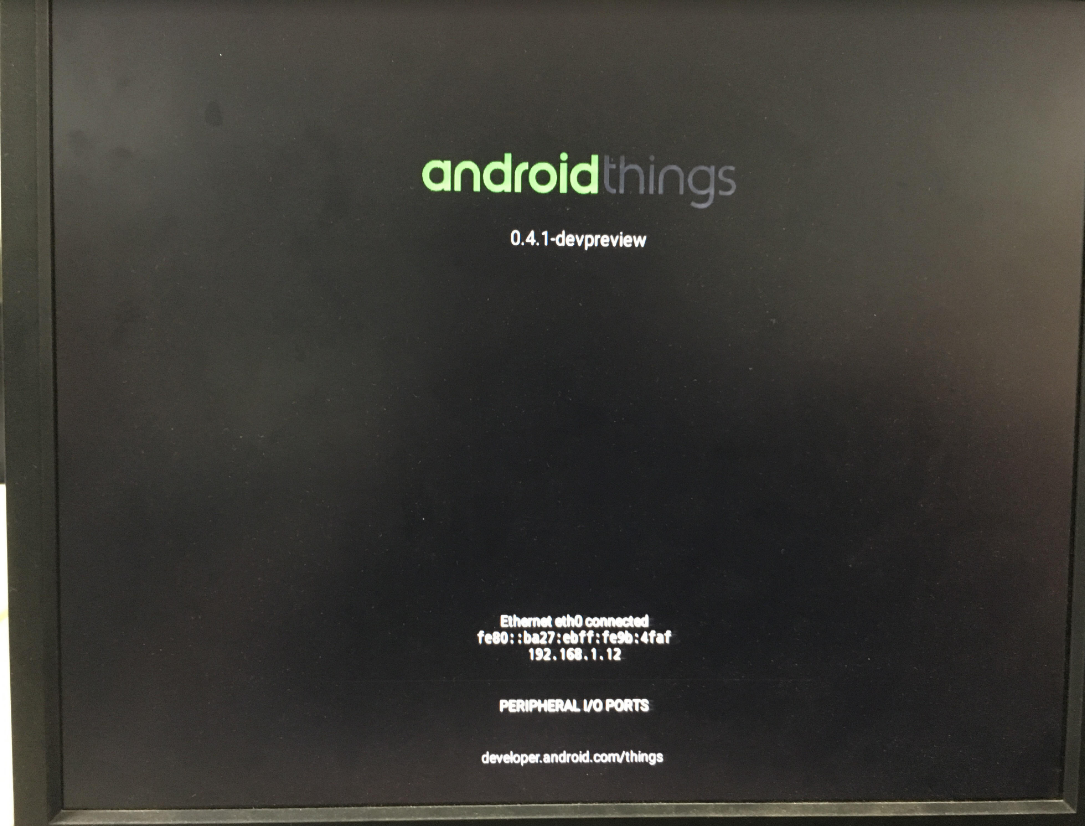 androidthings
0.4.1-devpreview
Ethernet eth0 connected
fe80::ba27:ebff:fe9b:4faf
192.168.1.12
PERIPHERAL I/O PORTS
developer.android.com/things